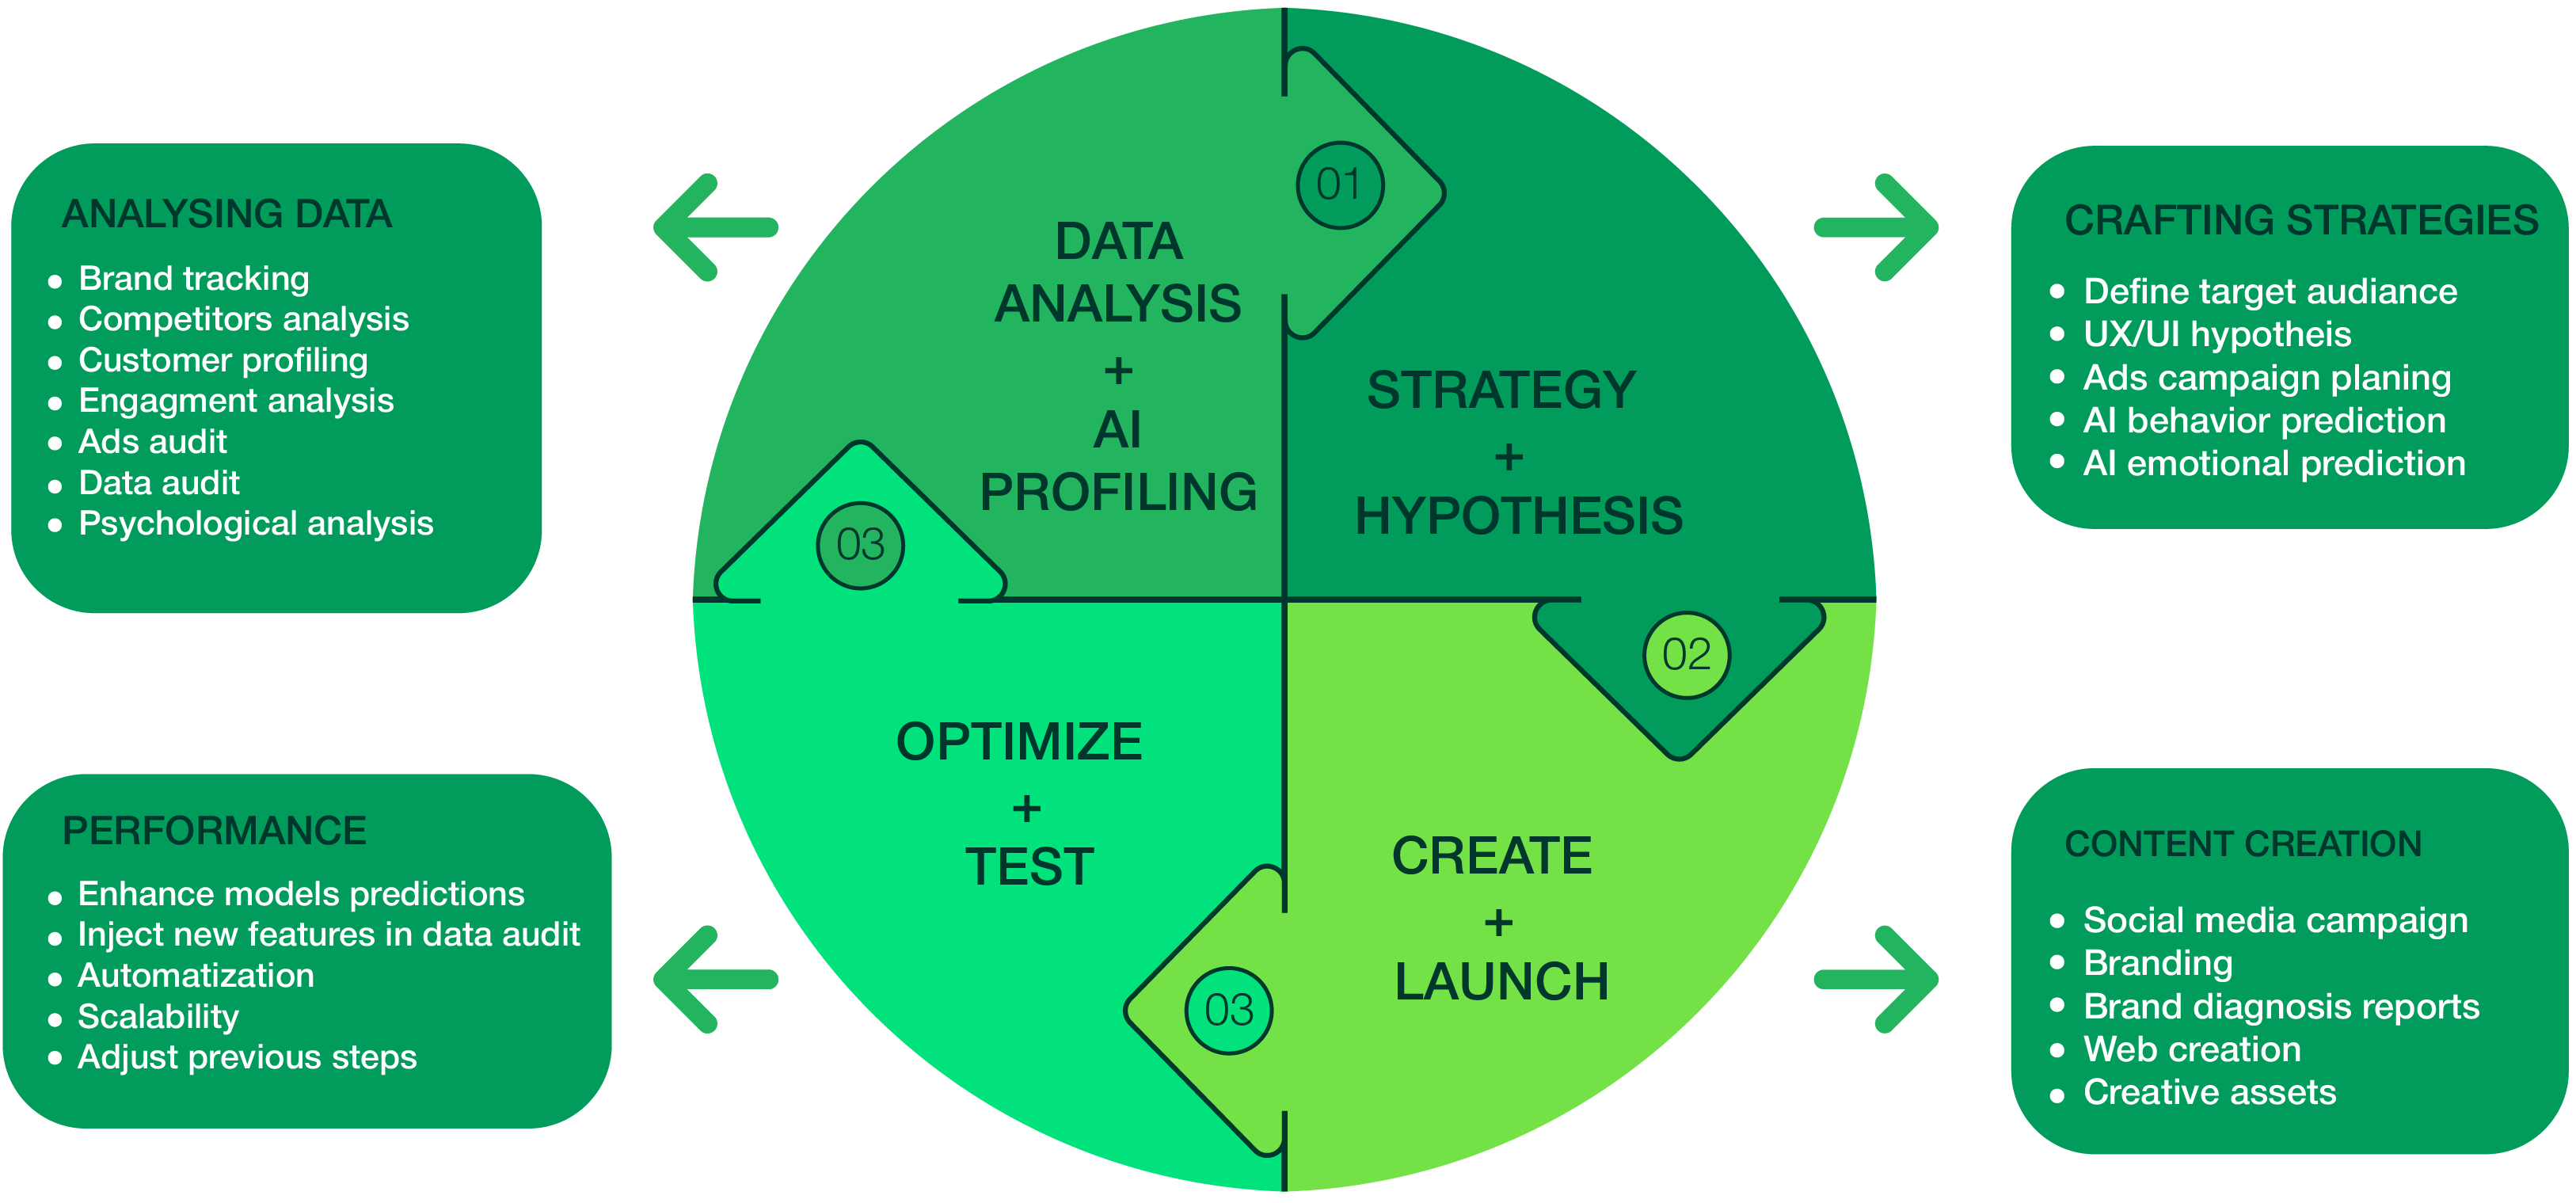 ANALYSING DATA
Brand tracking
Competitors analysis
Customer profiling
Engagment analysis
Ads audit
Data audit
Psychological analysis
DATA
ANALYSIS
+
AI
PROFILING
01
STRATEGY
+
HYPOTHESIS
CRAFTING STRATEGIES
Define target audiance
UX/UI hypotheis
Ads campaign planing
AI behavior prediction
AI emotional prediction
03
02
PERFORMANCE
Enhance models predictions
Inject new features in data audit
Automatization
Scalability
Adjust previous steps
OPTIMIZE
+
TEST
03
CREATE
+
LAUNCH
CONTENT CREATION
Social media campaign
Branding
Brand diagnosis reports
Web creation
Creative assets